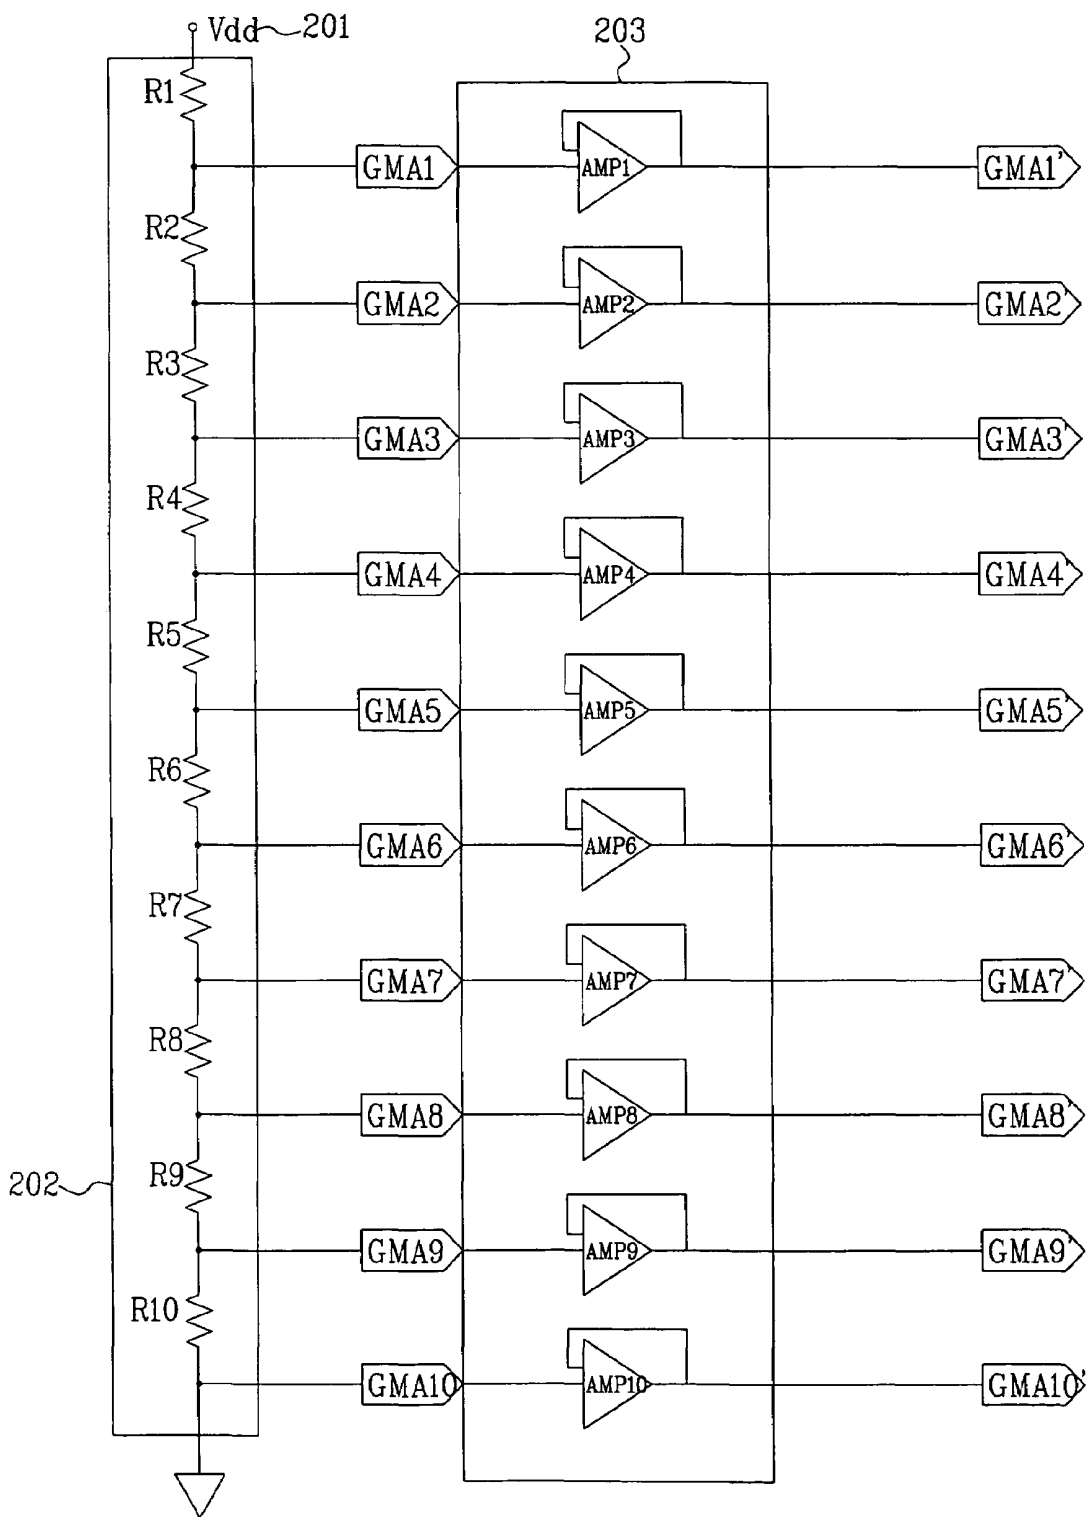 Vdd 201
203
R1
GMA1 AMP1 GMA1'
R2
GMA2 AMP2 GMA2'
R3
GMA3 AMP3 GMA3'
R4
GMA4 AMP4 GMA4'
R5
GMA5 AMP5 GMA5'
R6
GMA6 AMP6 GMA6'
R7
GMA7 AMP7 GMA7'
R8
GMA8 AMP8 GMA8'
R9
202
GMA9 AMP9 GMA9'
R10
GMA10 AMP10 GMA10'